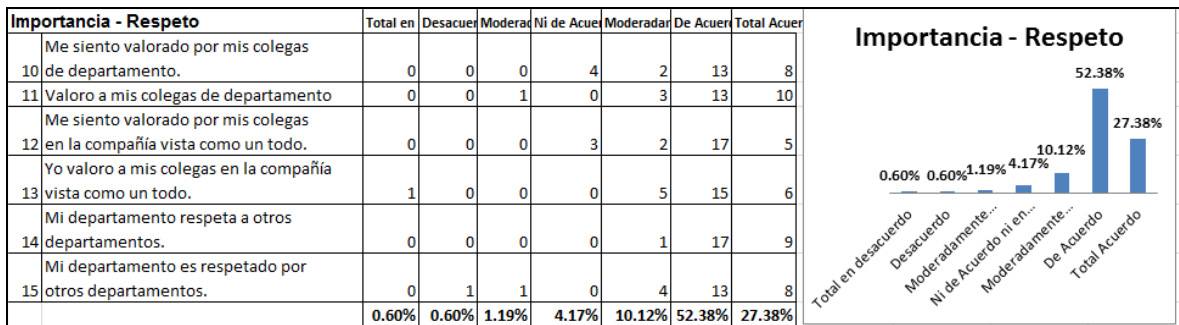 Importancia - Respeto Total en Desacuer Moderad Ni de Acuer Moderadar De Acuerd Total Acuer
Me siento valorado por mis colegas
10 de departamento. 0 0 0 4 2 13 8
11 Valoro a mis colegas de departamento 0 0 1 0 3 13 10
Me siento valorado por mis colegas
12 en la compañía vista como un todo. 0 0 0 3 2 17 5
Yo valoro a mis colegas en la compañía
13 vista como un todo. 1 0 0 0 5 15 6
Mi departamento respeta a otros
14 departamentos. 0 0 0 0 1 17 9
Mi departamento es respetado por
15 otros departamentos. 0 1 1 0 4 13 8
0.60% 0.60% 1.19% 4.17% 10.12% 52.38% 27.38%
Importancia - Respeto
0.60% 0.60% 1.19% 4.17% 10.12% 52.38% 27.38%
Total en desacuerdo
Desacuerdo
Moderadamente...
Ni de Acuerdo ni en...
Moderadamente...
De Acuerdo
Total Acuerdo